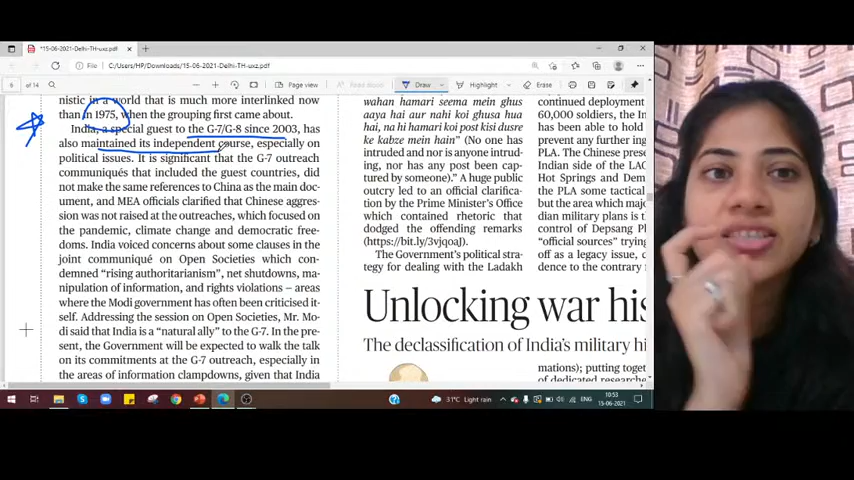 *15-06-2021-Delhi-TH-uxz.pdf
File
C:/Users/HP/Downloads/15-06-2021-Delhi-TH-uxz.pdf
6
of 14
Page view
Read aloud
Draw
Highlight
Erase
nistic in a world that is much more interlinked now
than in 1975, when the grouping first came about.
India, a special guest to the G-7/G-8 since 2003, has
also maintained its independent course, especially on
political issues. It is significant that the G-7 outreach
communiqués that included the guest countries, did
not make the same references to China as the main doc-
ument, and MEA officials clarified that Chinese aggres-
sion was not raised at the outreaches, which focused on
the pandemic, climate change and democratic free-
doms. India voiced concerns about some clauses in the
joint communiqué on Open Societies which con-
demned “rising authoritarianism”, net shutdowns, ma-
nipulation of information, and rights violations – areas
where the Modi government has often been criticised it-
self. Addressing the session on Open Societies, Mr. Mo-
di said that India is a “natural ally” to the G-7. In the pre-
sent, the Government will be expected to walk the talk
on its commitments at the G-7 outreach, especially in
the areas of information clampdowns, given that India
wahan hamari seema mein ghus
aaya hai aur nahi koi ghusa hua
hai, na hi hamari koi post kisi dusre
ke kabze mein hain” (No one has
intruded and nor is anyone intrud-
ing, nor has any post been cap-
tured by someone).” A huge public
outcry led to an official clarifica-
tion by the Prime Minister’s Office
which contained rhetoric that
dodged the offending remarks
(https://bit.ly/3vjqoaJ).
The Government’s political stra-
tegy for dealing with the Ladakh
continued deployment
60,000 soldiers, the In
has been able to hold
prevent any further ing
PLA. The Chinese pres
Indian side of the LAC
Hot Springs and Dem
the PLA some tactical
but the area which majo
dian military plans is th
control of Depsang Pl
“official sources” trying
off as a legacy issue, c
dence to the contrary
Unlocking war his
The declassification of India’s military hi
mations); putting toget
of dedicated researche
31°C Light rain
ENG
10:53
15-06-2021